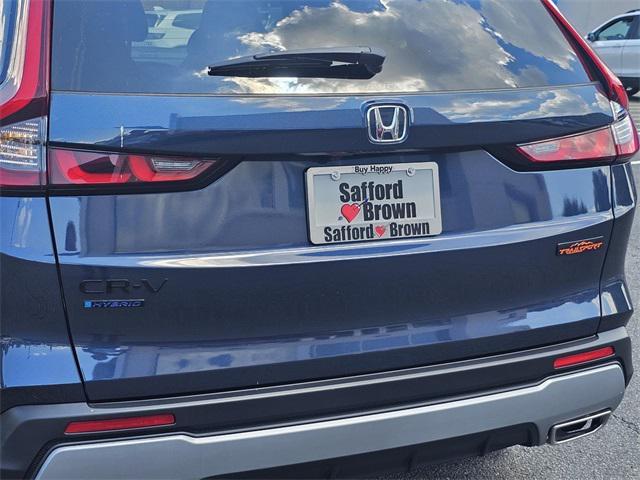 Buy Happy
Safford
Brown
Safford Brown
CR-V
e:HYBRID
TRAILSPORT